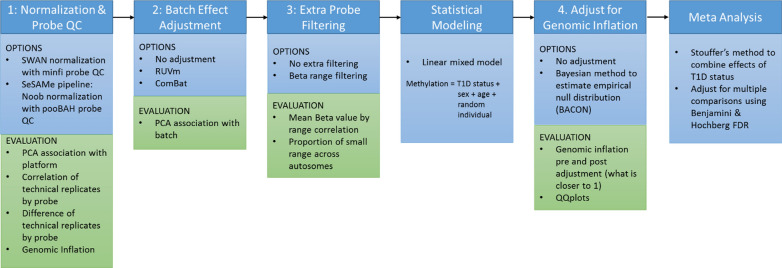 1: Normalization &
Probe QC
OPTIONS
• SWAN normalization
with minfi probe QC
• SeSAMe pipeline:
Noob normalization
with pooBAH probe
QC
EVALUATION
• PCA association with
platform
• Correlation of
technical replicates
by probe
• Difference of
technical replicates
by probe
• Genomic Inflation
2: Batch Effect
Adjustment
OPTIONS
• No adjustment
• RUVm
• ComBat
EVALUATION
• PCA association with
batch
3: Extra Probe
Filtering
OPTIONS
• No extra filtering
• Beta range filtering
EVALUATION
• Mean Beta value by
range correlation
• Proportion of small
range across
autosomes
Statistical
Modeling
• Linear mixed model
Methylation = T1D status +
sex + age +
random
individual
4. Adjust for
Genomic Inflation
OPTIONS
• No adjustment
• Bayesian method to
estimate empirical
null distribution
(BACON)
EVALUATION
• Genomic inflation
pre and post
adjustment (what is
closer to 1)
• QQplots
Meta Analysis
• Stouffer's method to
combine effects of
T1D status
• Adjust for multiple
comparisons using
Benjamini &
Hochberg FDR